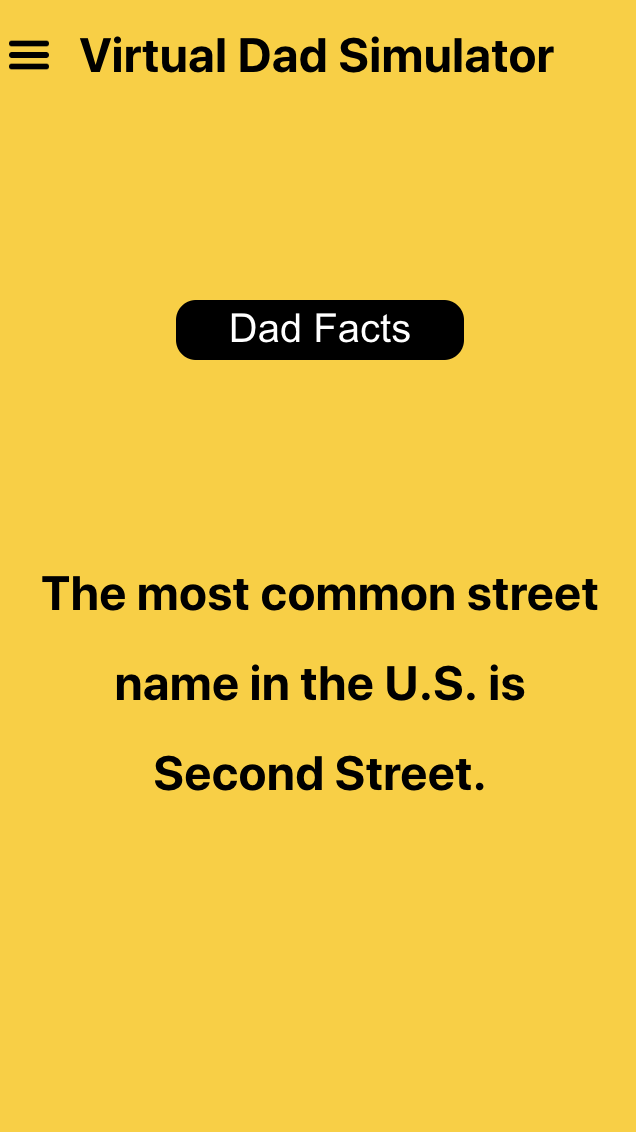 Virtual Dad Simulator
Dad Facts
The most common street
name in the U.S. is
Second Street.